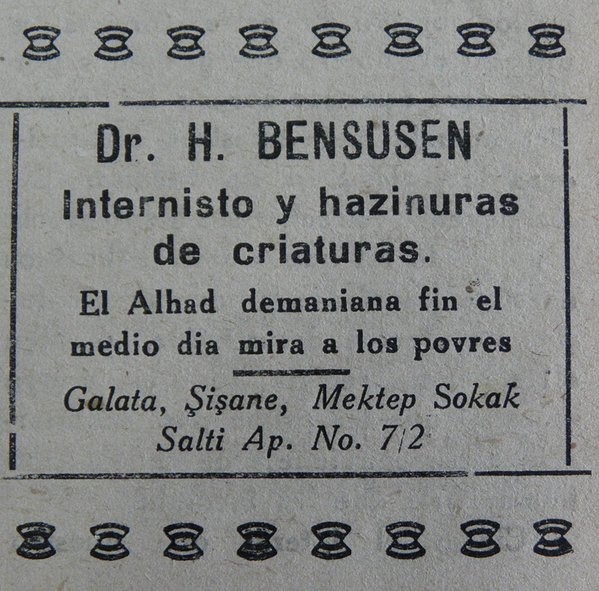 Dr. H. BENSUSEN
Internisto y hazinuras
de criaturas.
El Alhad demaniana fin el
medio dia mira a los povres
Galata, Şişane, Mektep Sokak
Salti Ap. No. 7/2